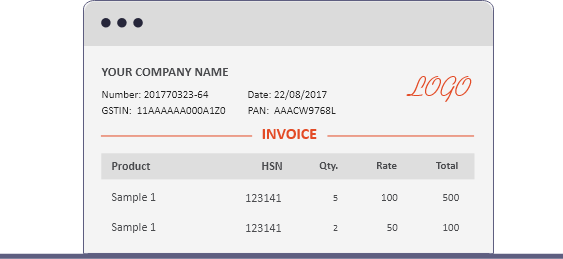 YOUR COMPANY NAME
LOGO
Number: 201770323-64 Date: 22/08/2017
GSTIN: 11AAAAAA000A1Z0 PAN: AAACW9768L
INVOICE
Product HSN Qty. Rate Total
Sample 1 123141 5 100 500
Sample 1 123141 2 50 100